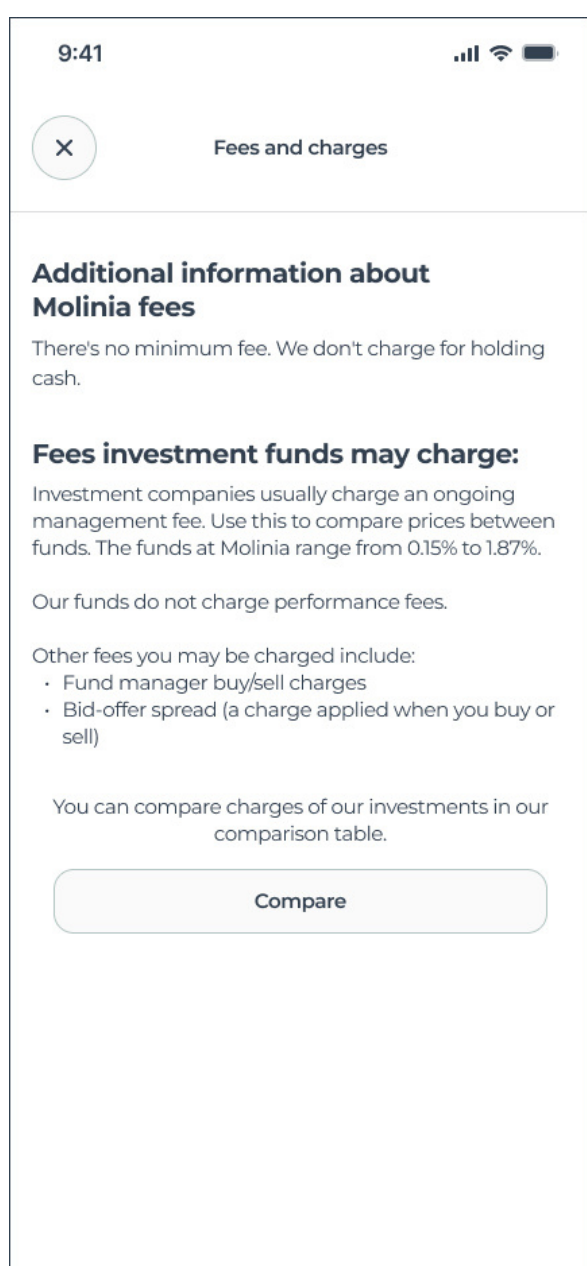 9:41
Fees and charges
Additional information about
Molinia fees
There's no minimum fee. We don't charge for holding
cash.
Fees investment funds may charge:
Investment companies usually charge an ongoing
management fee. Use this to compare prices between
funds. The funds at Molinia range from 0.15% to 1.87%.
Our funds do not charge performance fees.
Other fees you may be charged include:
· Fund manager buy/sell charges
· Bid-offer spread (a charge applied when you buy or
sell)
You can compare charges of our investments in our
comparison table.
Compare